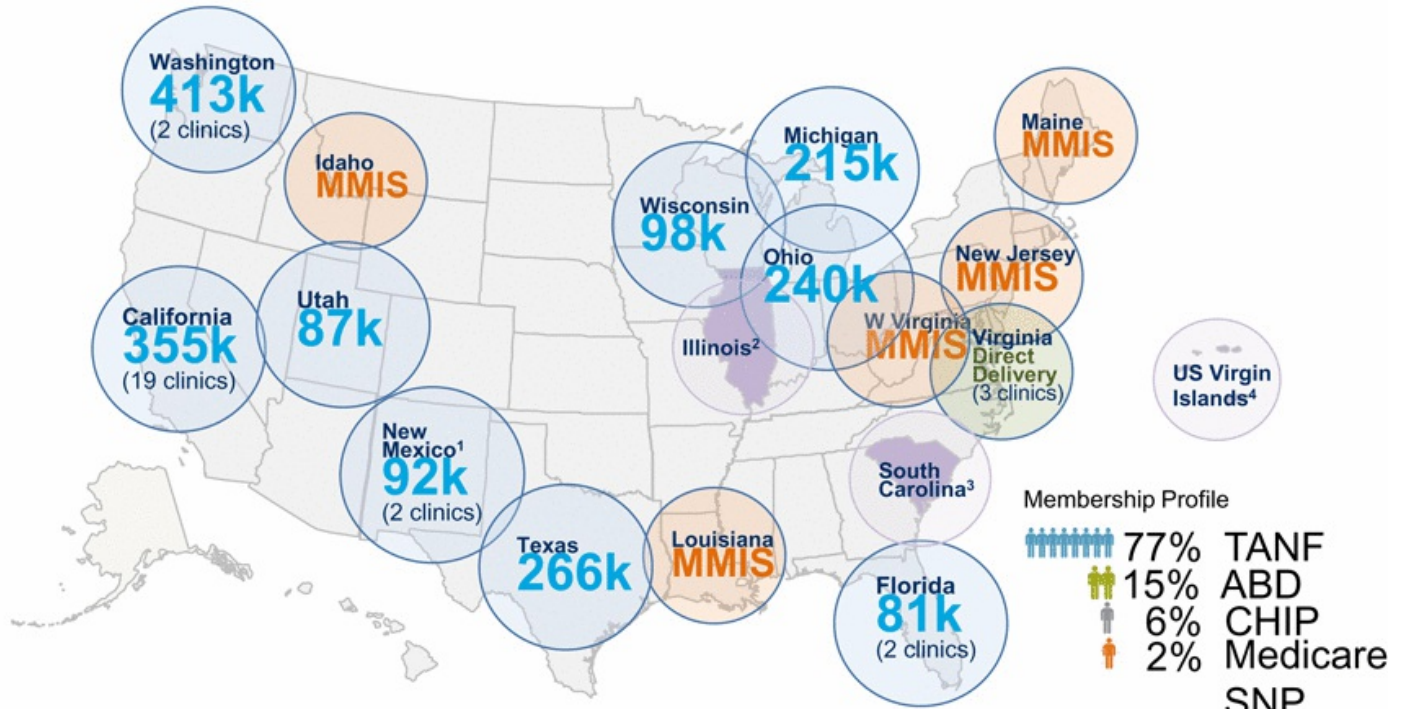 Washington
413k
(2 clinics)
Idaho
MMIS
Michigan
215k
Maine
MMIS
Wisconsin
98k
Ohio
240k
New Jersey
MMIS
California
355k
(19 clinics)
Utah
87k
Illinois²
W Virginia
MMIS
Virginia
Direct
Delivery
(3 clinics)
US Virgin
Islands⁴
New
Mexico¹
92k
(2 clinics)
South
Carolina³
Texas
266k
Louisiana
MMIS
Florida
81k
(2 clinics)
Membership Profile
77% TANF
15% ABD
6% CHIP
2% Medicare
SNP